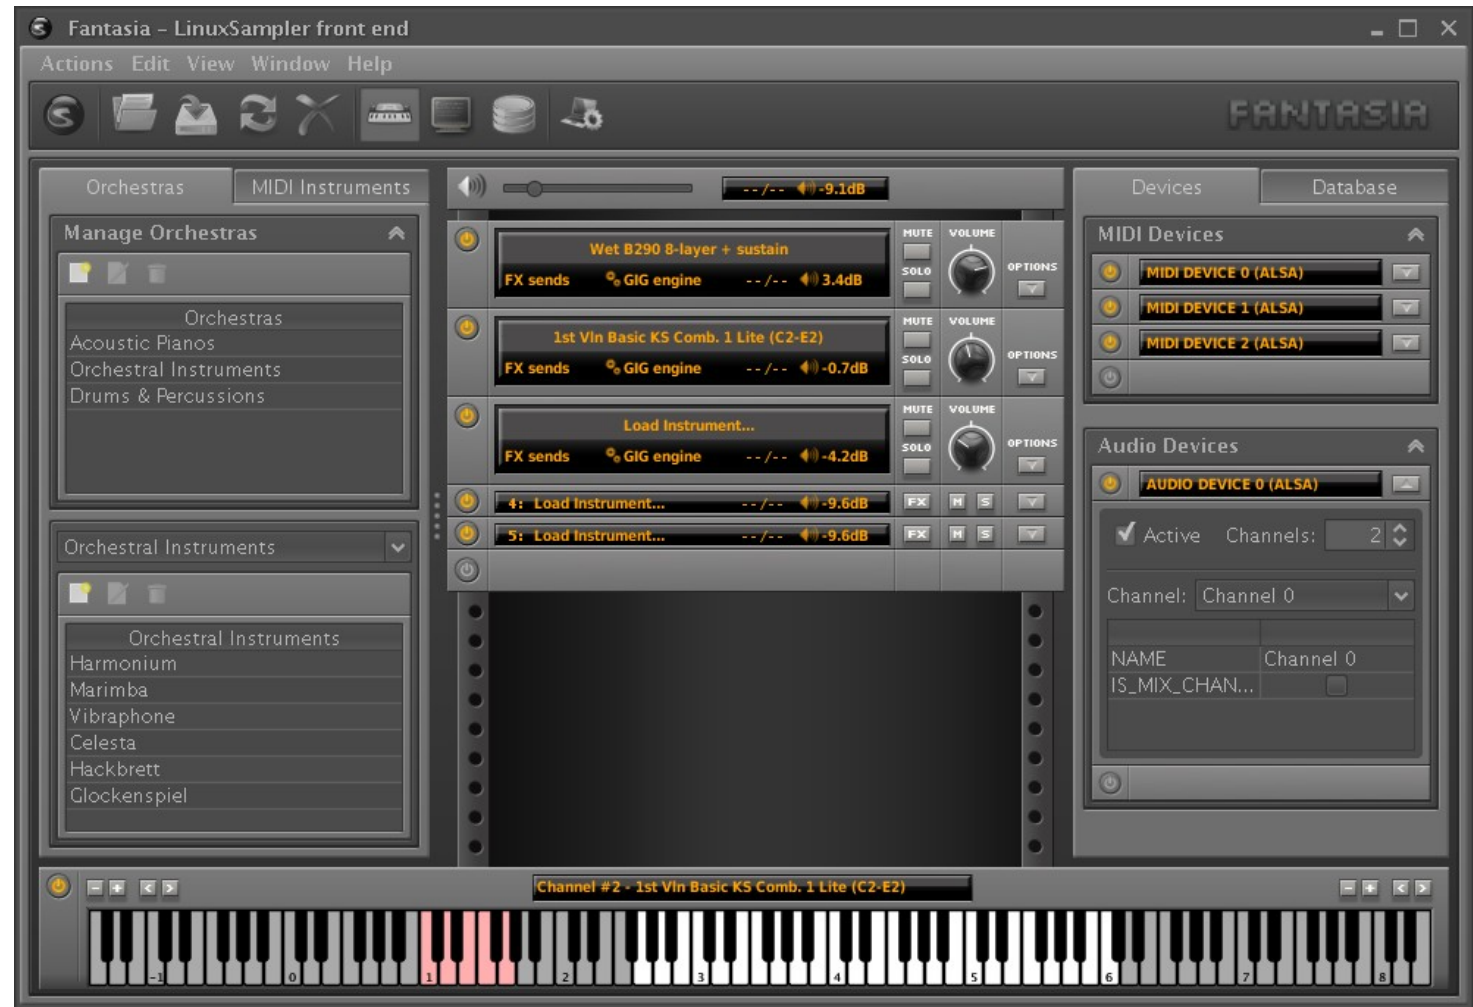 Fantasia - LinuxSampler front end
Actions Edit View Window Help
FANTASIA
Orchestras MIDI Instruments
Manage Orchestras
Orchestras
Acoustic Pianos
Orchestral Instruments
Drums & Percussions
Orchestral Instruments
Orchestral Instruments
Harmonium
Marimba
Vibraphone
Celesta
Hackbrett
Glockenspiel
--/-- -9.1dB
Wet B290 8-layer + sustain
FX sends GIG engine --/-- 3.4dB
MUTE VOLUME
SOLO OPTIONS
1st Vln Basic KS Comb. 1 Lite (C2-E2)
FX sends GIG engine --/-- -0.7dB
MUTE VOLUME
SOLO OPTIONS
Load Instrument...
FX sends GIG engine --/-- -4.2dB
MUTE VOLUME
SOLO OPTIONS
4: Load Instrument... --/-- -9.6dB FX M S
5: Load Instrument... --/-- -9.6dB FX M S
Devices Database
MIDI Devices
MIDI DEVICE 0 (ALSA)
MIDI DEVICE 1 (ALSA)
MIDI DEVICE 2 (ALSA)
Audio Devices
AUDIO DEVICE 0 (ALSA)
Active Channels: 2
Channel: Channel 0
NAME Channel 0
IS_MIX_CHAN...
- + < > Channel #2 - 1st Vln Basic KS Comb. 1 Lite (C2-E2) - + < >
-1 0 1 2 3 4 5 6 7 8